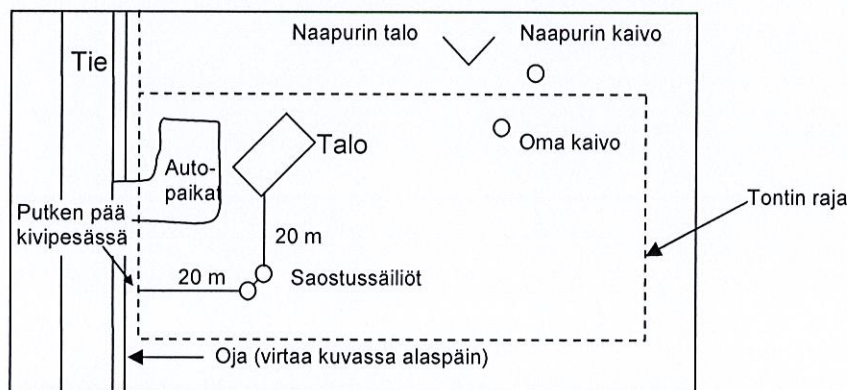 Naapurin talo
Naapurin kaivo
Tie
Talo
Oma kaivo
Auto-
paikat
Tontin raja
Putken pää
kivipesässä
20 m
20 m
Saostussäiliöt
Oja (virtaa kuvassa alaspäin)